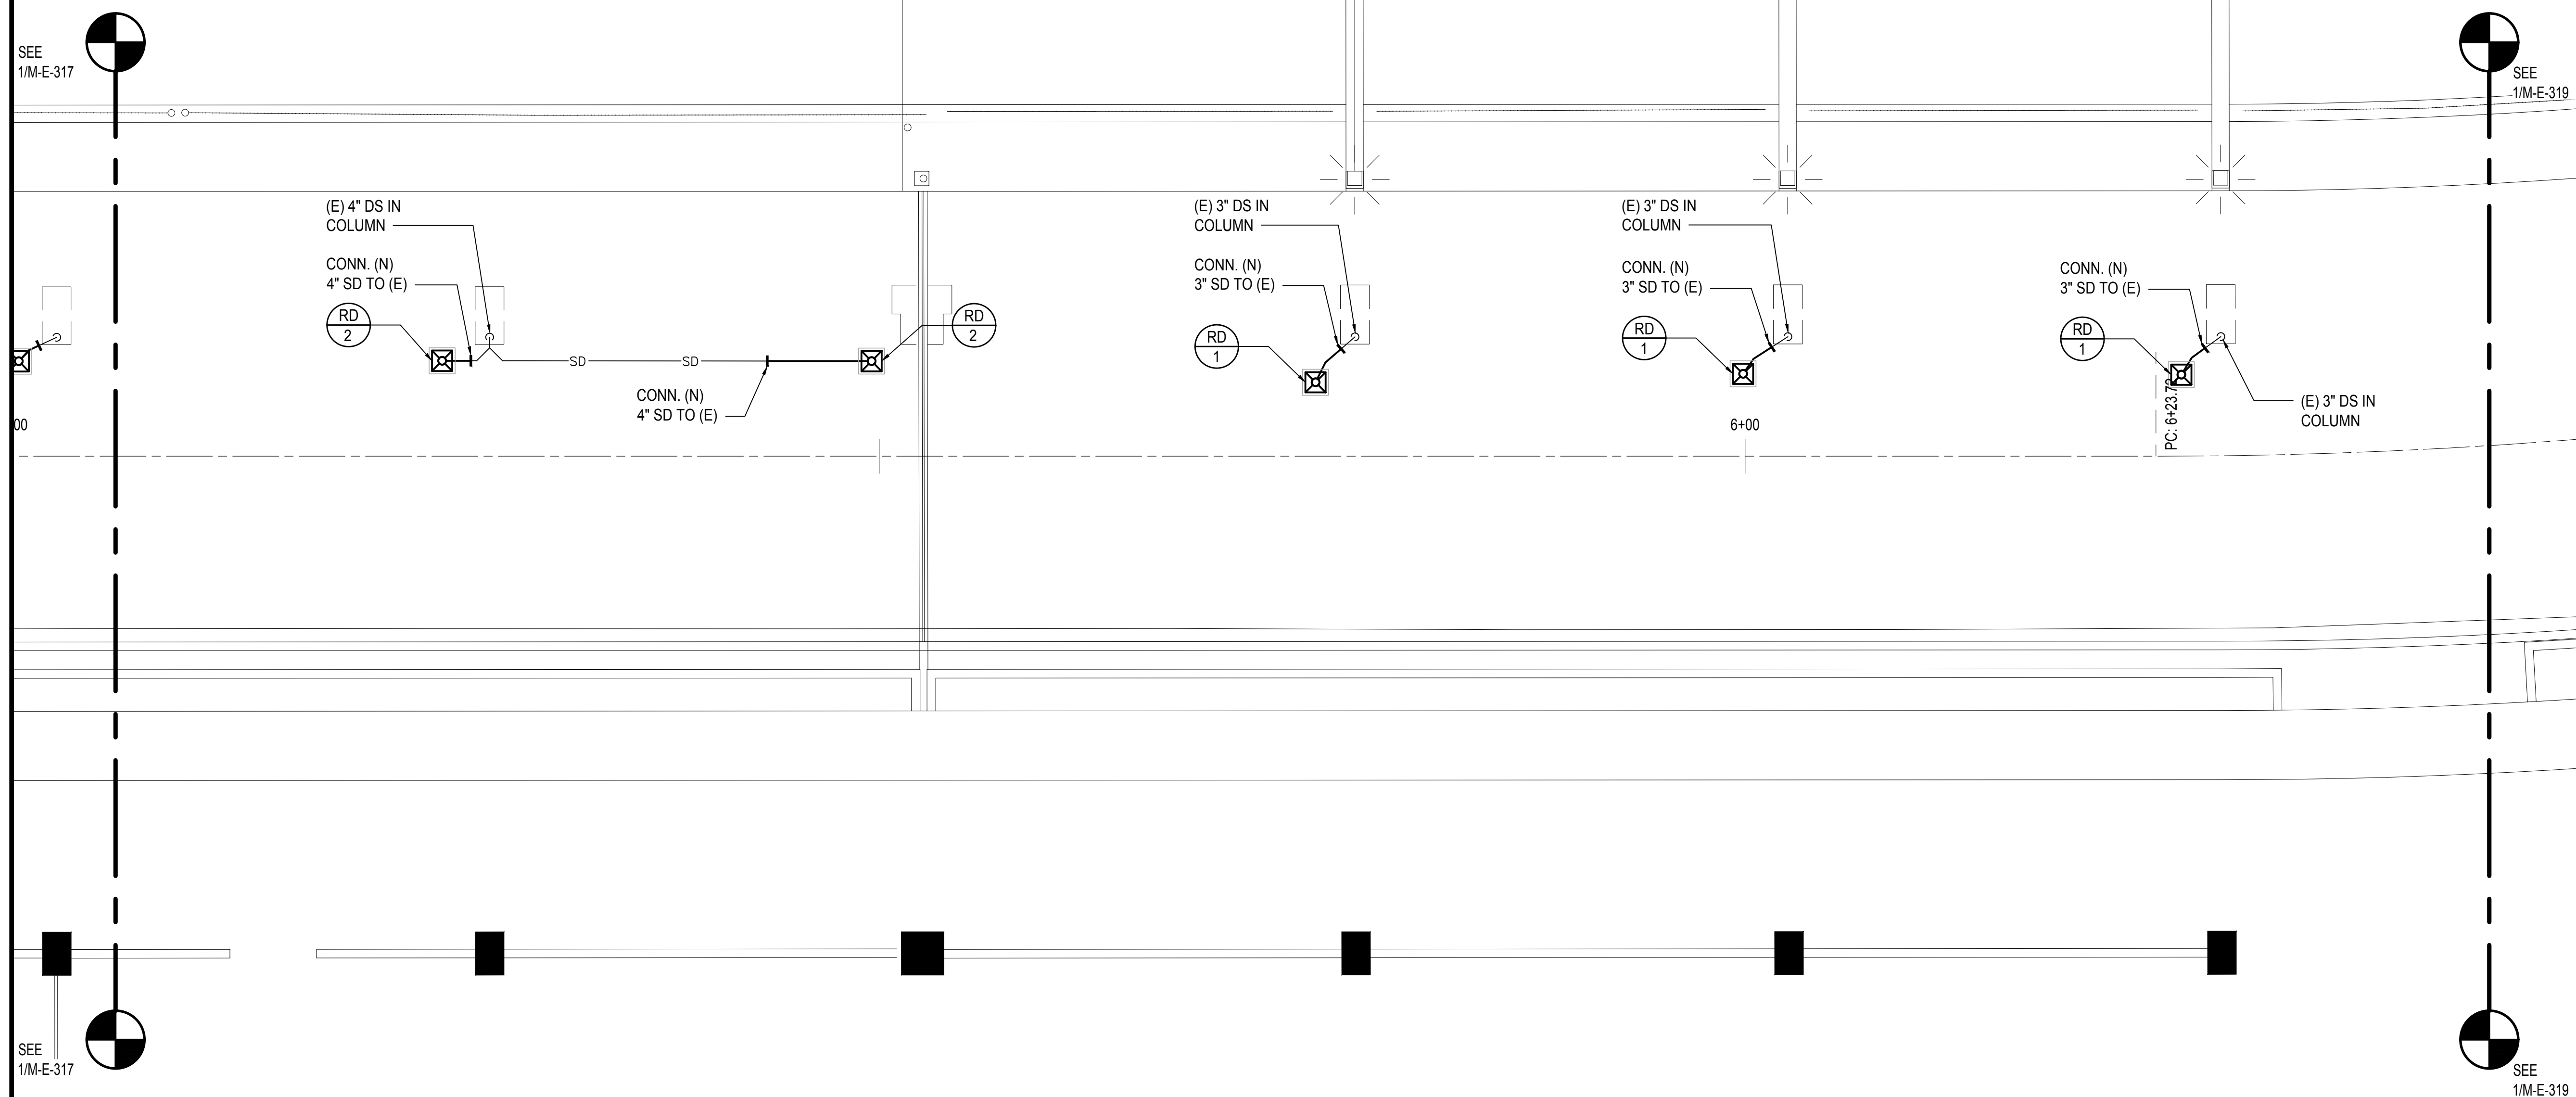 SEE
1/M-E-317
SEE
1/M-E-319
(E) 4" DS IN
COLUMN
CONN. (N)
4" SD TO (E)
RD
2
SD
SD
CONN. (N)
4" SD TO (E)
RD
2
(E) 3" DS IN
COLUMN
CONN. (N)
3" SD TO (E)
RD
1
(E) 3" DS IN
COLUMN
CONN. (N)
3" SD TO (E)
RD
1
CONN. (N)
3" SD TO (E)
RD
1
(E) 3" DS IN
COLUMN
00
6+00
PC: 6+23.73
SEE
1/M-E-317
SEE
1/M-E-319